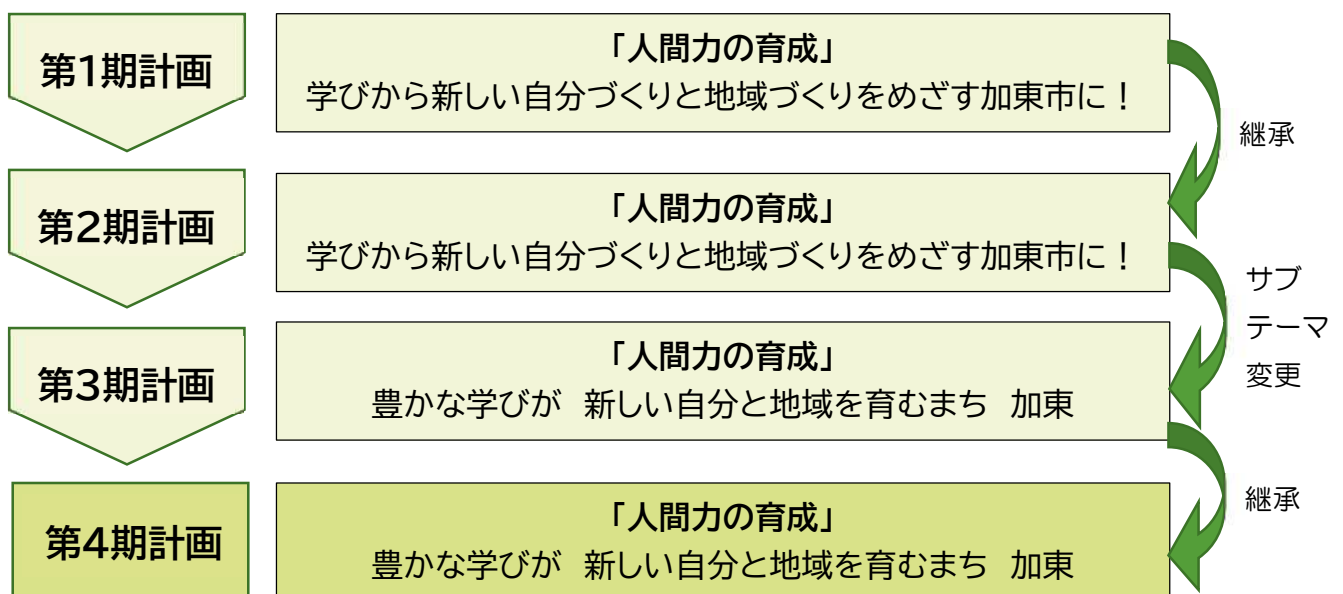 第1期計画
「人間力の育成」
学びから新しい自分づくりと地域づくりをめざす加東市に！
継承
第2期計画
「人間力の育成」
学びから新しい自分づくりと地域づくりをめざす加東市に！
サブ
テーマ
変更
第3期計画
「人間力の育成」
豊かな学びが　新しい自分と地域を育むまち　加東
継承
第4期計画
「人間力の育成」
豊かな学びが　新しい自分と地域を育むまち　加東